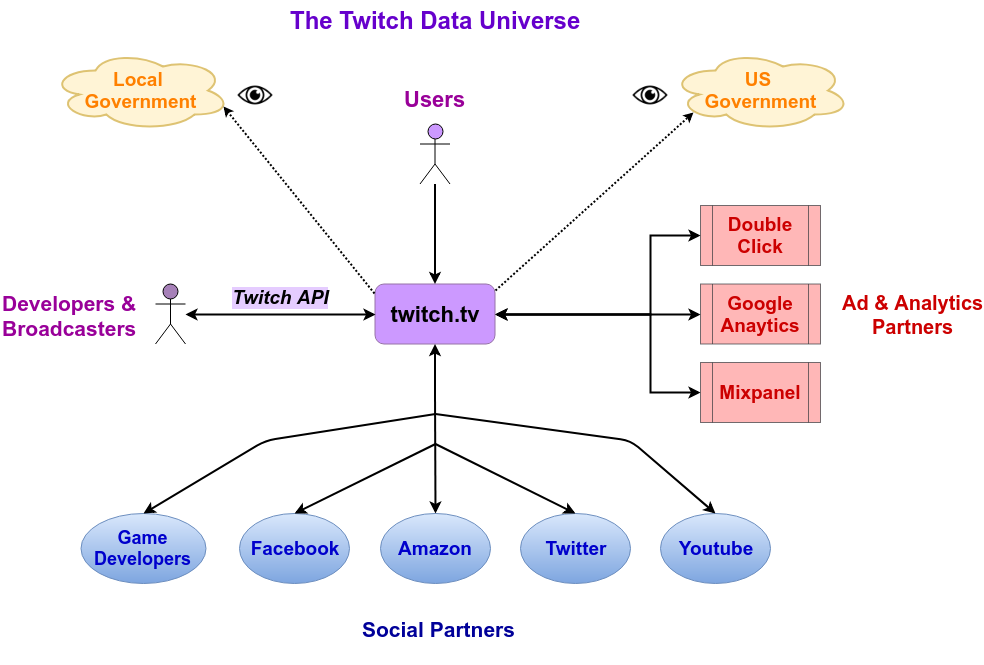 The Twitch Data Universe
Local
Government
US
Government
Users
Double
Click
Developers &
Broadcasters
Twitch API
twitch.tv
Google
Anaytics
Ad & Analytics
Partners
Mixpanel
Game
Developers
Facebook
Amazon
Twitter
Youtube
Social Partners